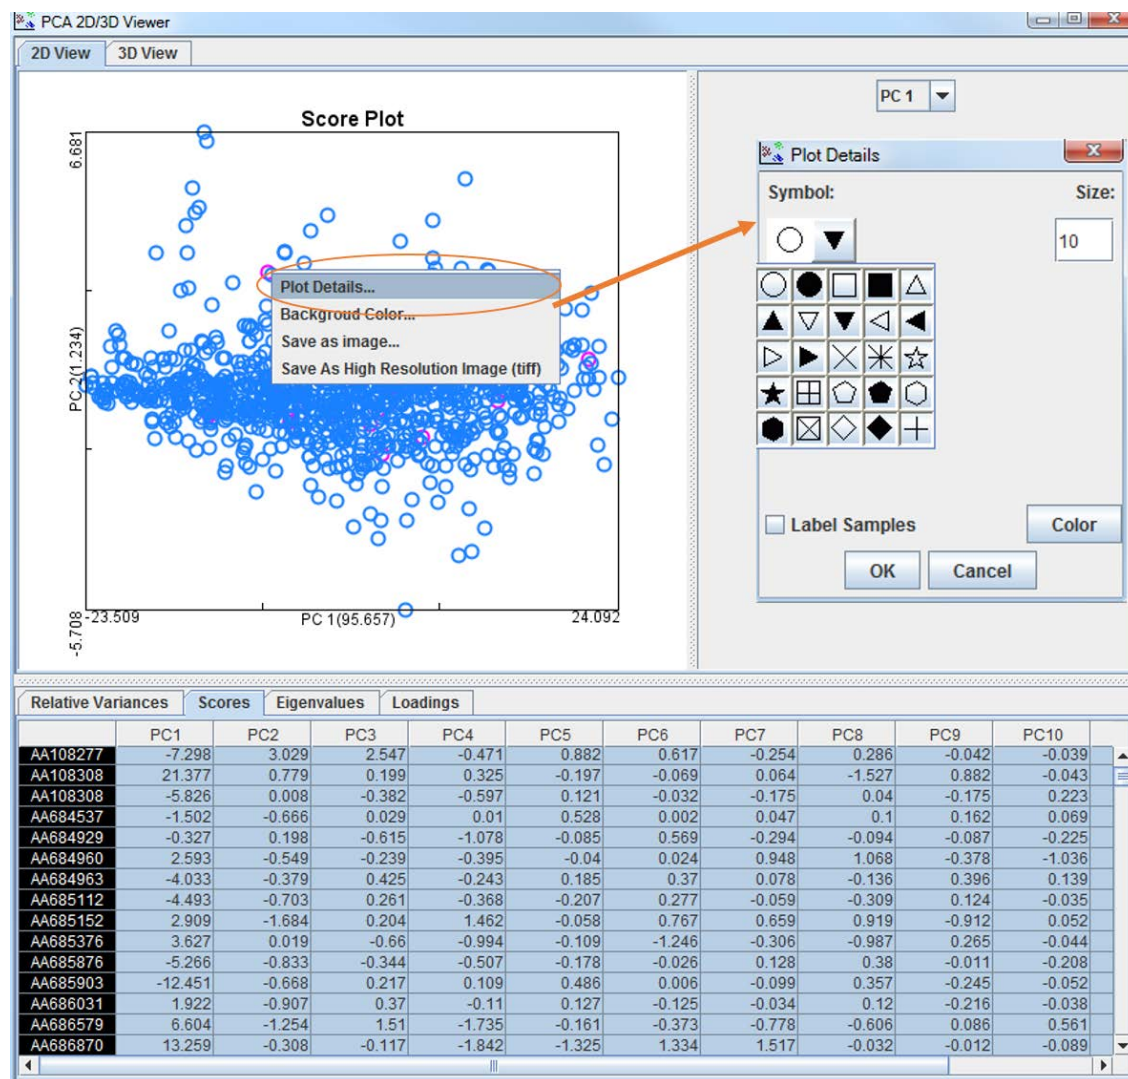 PCA 2D/3D Viewer
2D View 3D View
Score Plot
6.681
PC 2(1.234)
-5.708
-23.509 PC 1(95.657) 24.092
Plot Details...
Backgroud Color...
Save as image...
Save As High Resolution Image (tiff)
PC 1
Plot Details
Symbol: Size:
10
Label Samples Color
OK Cancel
Relative Variances Scores Eigenvalues Loadings
PC1 PC2 PC3 PC4 PC5 PC6 PC7 PC8 PC9 PC10
AA108277 -7.298 3.029 2.547 -0.471 0.882 0.617 -0.254 0.286 -0.042 -0.039
AA108308 21.377 0.779 0.199 0.325 -0.197 -0.069 0.064 -1.527 0.882 -0.043
AA108308 -5.826 0.008 -0.382 -0.597 0.121 -0.032 -0.175 0.04 -0.175 0.223
AA684537 -1.502 -0.666 0.029 0.01 0.528 0.002 0.047 0.1 0.162 0.069
AA684929 -0.327 0.198 -0.615 -1.078 -0.085 0.569 -0.294 -0.094 -0.087 -0.225
AA684960 2.593 -0.549 -0.239 -0.395 -0.04 0.024 0.948 1.068 -0.378 -1.036
AA684963 -4.033 -0.379 0.425 -0.243 0.185 0.37 0.078 -0.136 0.396 0.139
AA685112 -4.493 -0.703 0.261 -0.368 -0.207 0.277 -0.059 -0.309 0.124 -0.035
AA685152 2.909 -1.684 0.204 1.462 -0.058 0.767 0.659 0.919 -0.912 0.052
AA685376 3.627 0.019 -0.66 -0.994 -0.109 -1.246 -0.306 -0.987 0.265 -0.044
AA685876 -5.266 -0.833 -0.344 -0.507 -0.178 -0.026 0.128 0.38 -0.011 -0.208
AA685903 -12.451 -0.668 0.217 0.109 0.486 0.006 -0.099 0.357 -0.245 -0.052
AA686031 1.922 -0.907 0.37 -0.11 0.127 -0.125 -0.034 0.12 -0.216 -0.038
AA686579 6.604 -1.254 1.51 -1.735 -0.161 -0.373 -0.778 -0.606 0.086 0.561
AA686870 13.259 -0.308 -0.117 -1.842 -1.325 1.334 1.517 -0.032 -0.012 -0.089